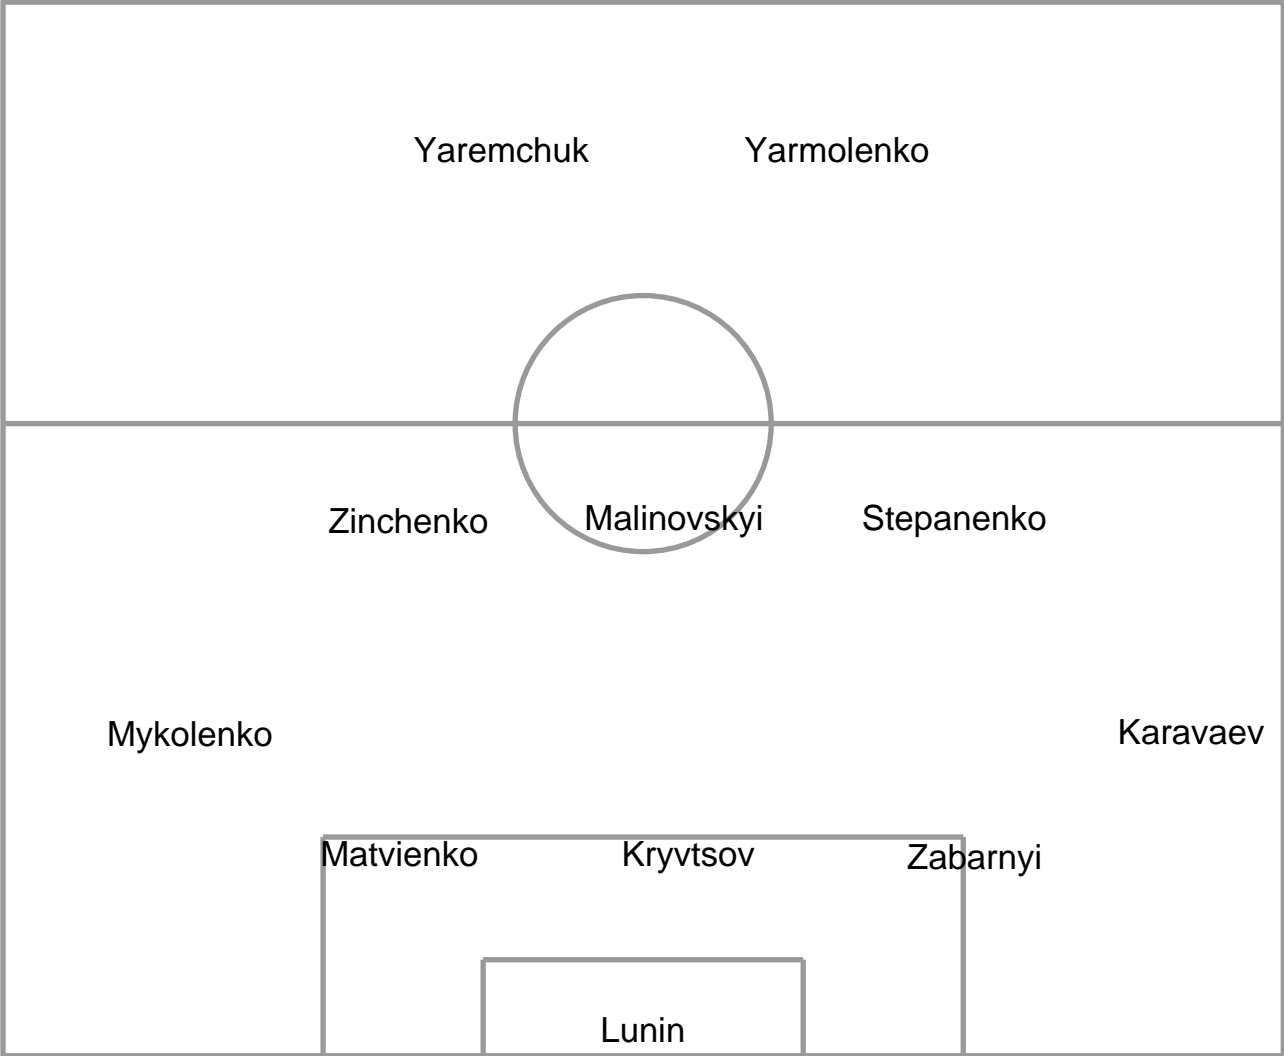 Yaremchuk Yarmolenko
Zinchenko Malinovskyi Stepanenko
Mykolenko Karavaev
Matvienko Kryvtsov Zabarnyi
Lunin